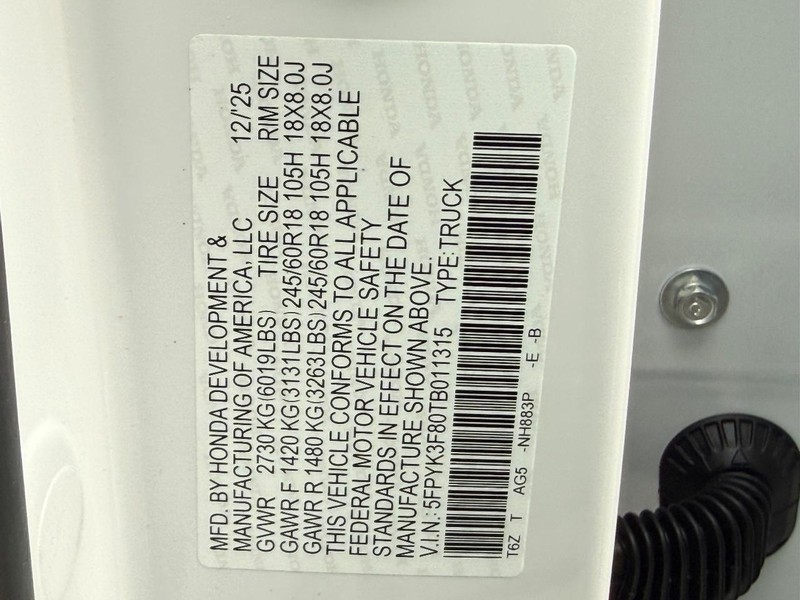 MFD. BY HONDA DEVELOPMENT &
MANUFACTURING OF AMERICA, LLC 12/'25
GVWR 2730 KG(6019LBS) TIRE SIZE RIM SIZE
GAWR F 1420 KG(3131LBS) 245/60R18 105H 18X8.0J
GAWR R 1480 KG(3263LBS) 245/60R18 105H 18X8.0J
THIS VEHICLE CONFORMS TO ALL APPLICABLE
FEDERAL MOTOR VEHICLE SAFETY
STANDARDS IN EFFECT ON THE DATE OF
MANUFACTURE SHOWN ABOVE.
V.I.N.: 5FPYK3F80TB011315 TYPE:TRUCK
T6Z T AG5 -NH883P -E -B